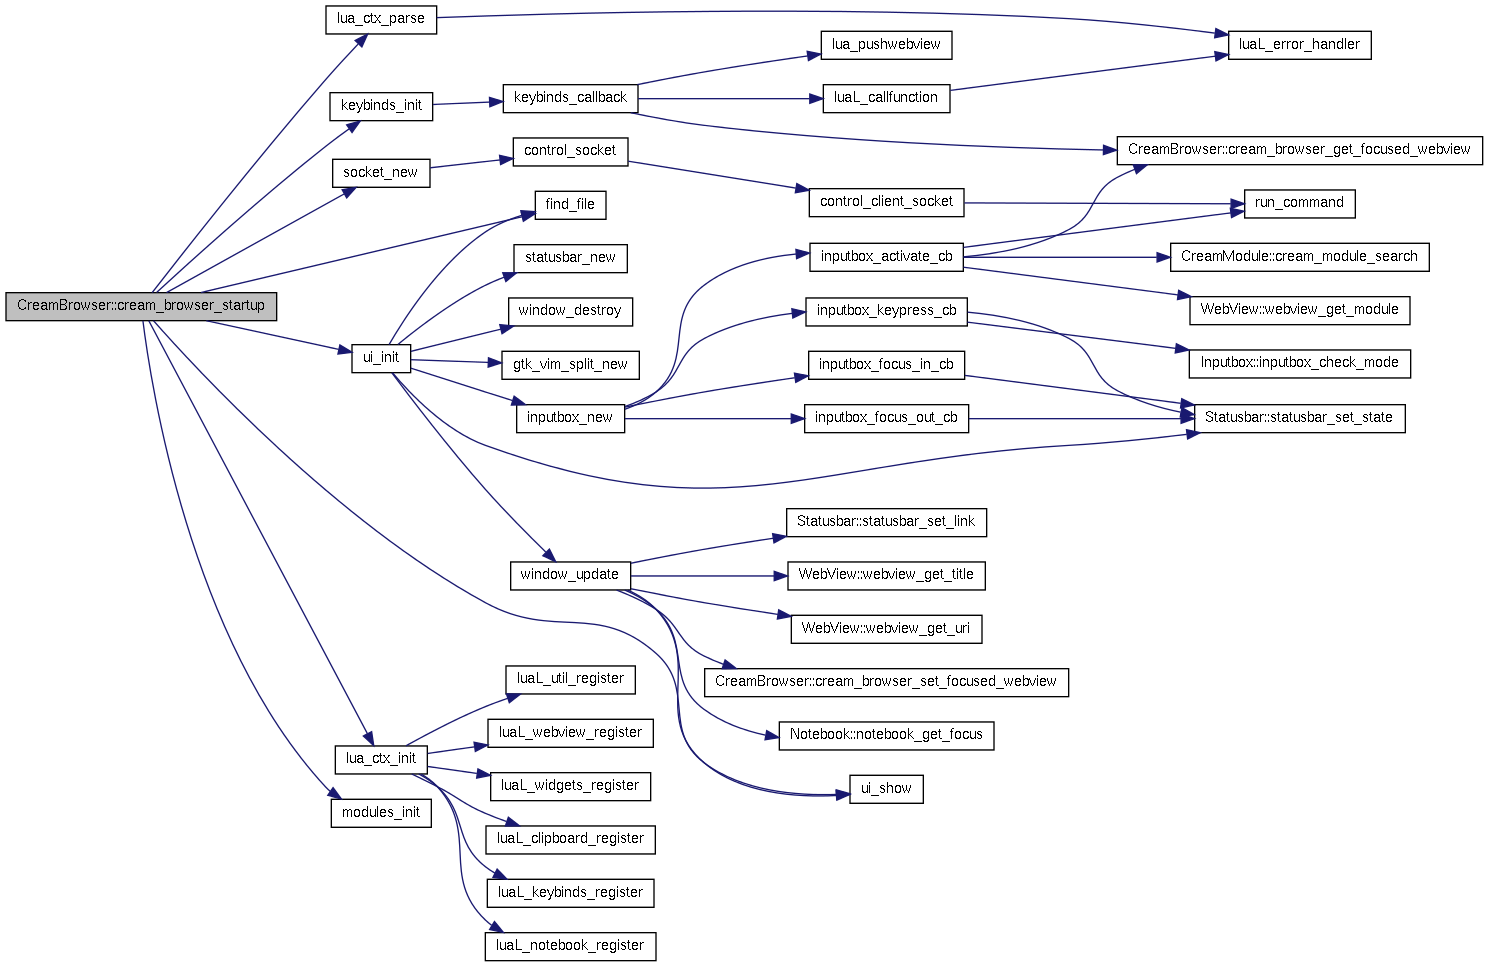 lua_ctx_parse
luaL_error_handler
lua_pushwebview
keybinds_init
keybinds_callback
luaL_callfunction
control_socket
CreamBrowser::cream_browser_get_focused_webview
socket_new
control_client_socket
run_command
find_file
statusbar_new
inputbox_activate_cb
CreamModule::cream_module_search
CreamBrowser::cream_browser_startup
window_destroy
inputbox_keypress_cb
WebView::webview_get_module
ui_init
gtk_vim_split_new
inputbox_focus_in_cb
Inputbox::inputbox_check_mode
inputbox_new
inputbox_focus_out_cb
Statusbar::statusbar_set_state
Statusbar::statusbar_set_link
window_update
WebView::webview_get_title
WebView::webview_get_uri
luaL_util_register
CreamBrowser::cream_browser_set_focused_webview
luaL_webview_register
Notebook::notebook_get_focus
lua_ctx_init
luaL_widgets_register
ui_show
modules_init
luaL_clipboard_register
luaL_keybinds_register
luaL_notebook_register